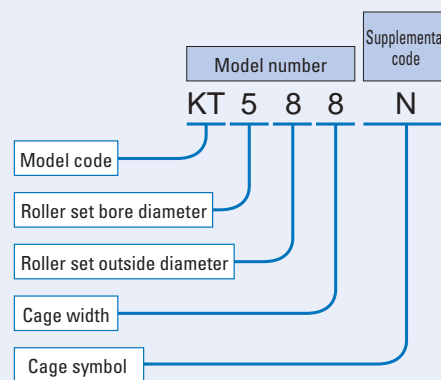 Model number
Supplementa
code
KT 5 8 8 N
Model code
Roller set bore diameter
Roller set outside diameter
Cage width
Cage symbol